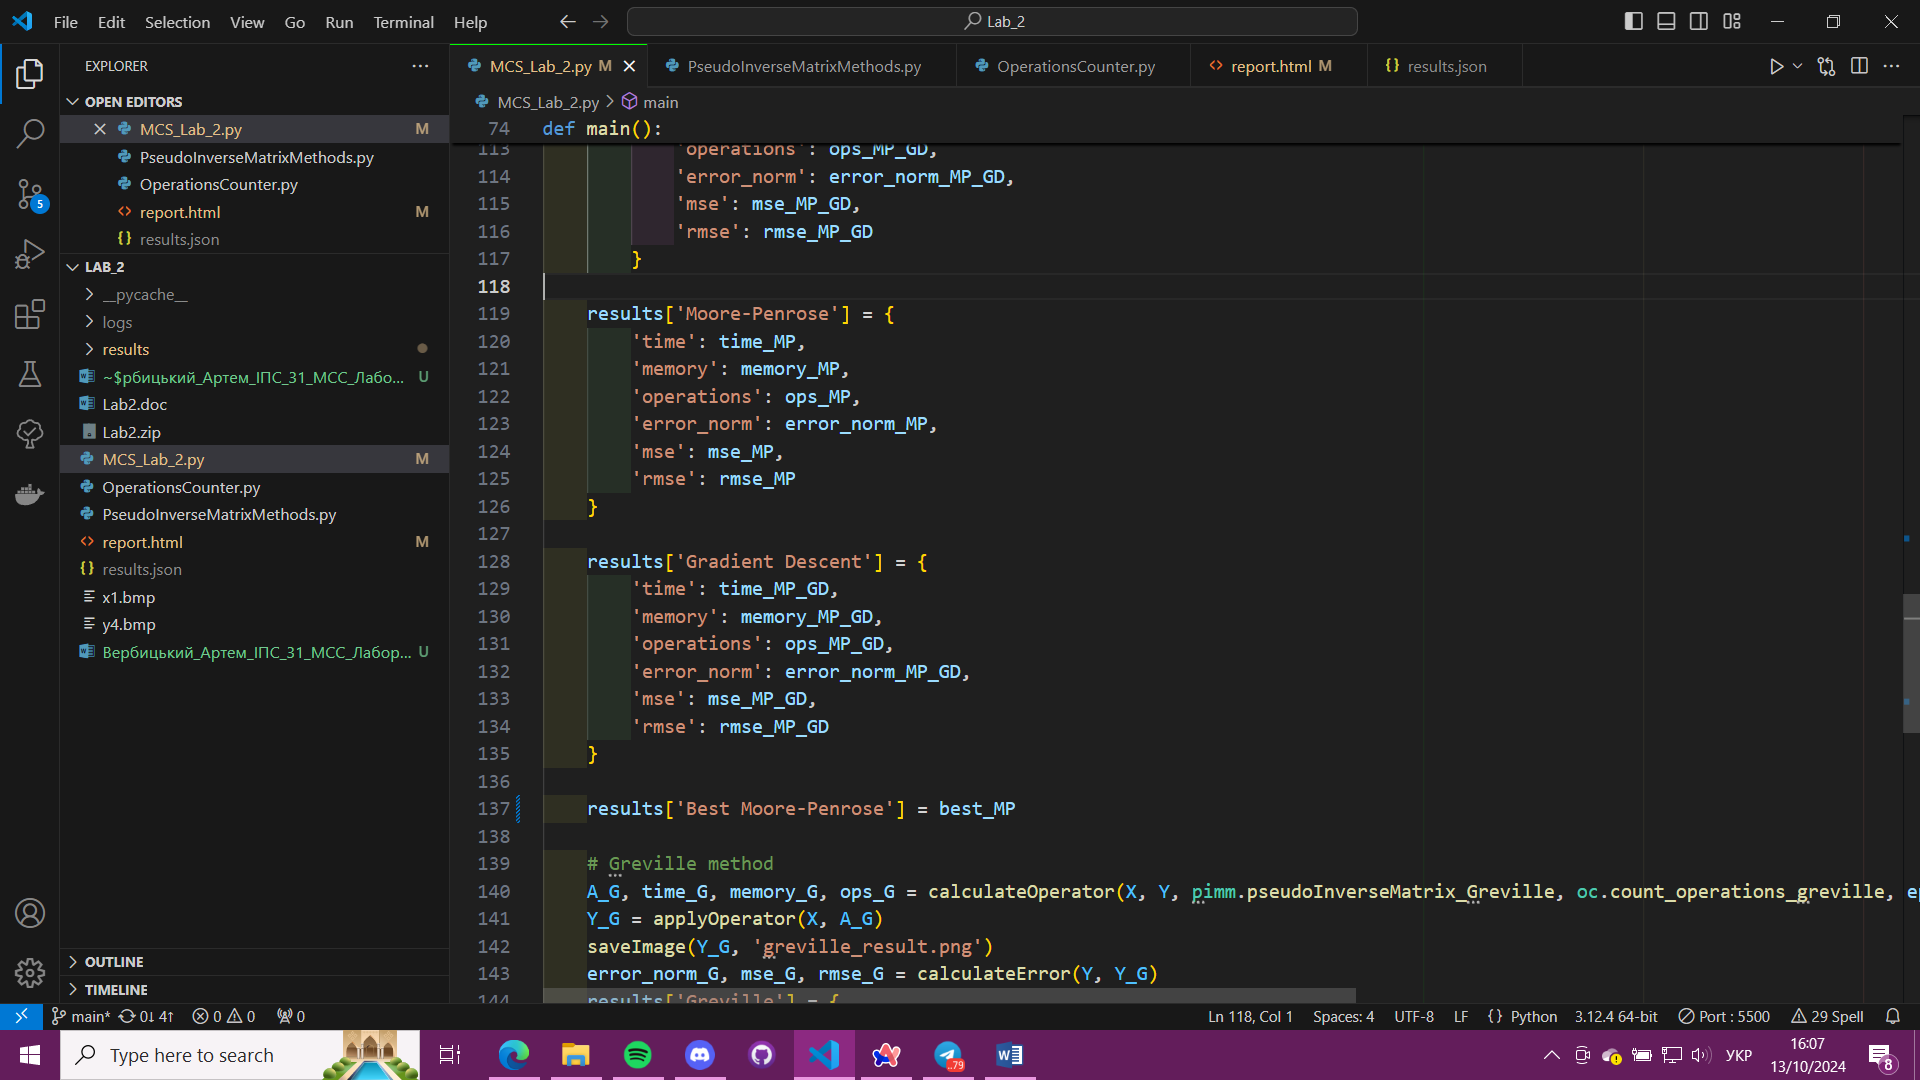 File Edit Selection View Go Run Terminal Help
Lab_2
EXPLORER
OPEN EDITORS
MCS_Lab_2.py M
PseudoInverseMatrixMethods.py
OperationsCounter.py
report.html M
results.json
LAB_2
__pycache__
logs
results
~$рбицький_Артем_ІПС_31_МСС_Лабо... U
Lab2.doc
Lab2.zip
MCS_Lab_2.py M
OperationsCounter.py
PseudoInverseMatrixMethods.py
report.html M
results.json
x1.bmp
y4.bmp
Вербицький_Артем_ІПС_31_МСС_Лабор... U
OUTLINE
TIMELINE
MCS_Lab_2.py M PseudoInverseMatrixMethods.py OperationsCounter.py report.html M results.json
MCS_Lab_2.py > main
74 def main():
113 'operations': ops_MP_GD,
114 'error_norm': error_norm_MP_GD,
115 'mse': mse_MP_GD,
116 'rmse': rmse_MP_GD
117 }
118
119 results['Moore-Penrose'] = {
120 'time': time_MP,
121 'memory': memory_MP,
122 'operations': ops_MP,
123 'error_norm': error_norm_MP,
124 'mse': mse_MP,
125 'rmse': rmse_MP
126 }
127
128 results['Gradient Descent'] = {
129 'time': time_MP_GD,
130 'memory': memory_MP_GD,
131 'operations': ops_MP_GD,
132 'error_norm': error_norm_MP_GD,
133 'mse': mse_MP_GD,
134 'rmse': rmse_MP_GD
135 }
136
137 results['Best Moore-Penrose'] = best_MP
138
139 # Greville method
140 A_G, time_G, memory_G, ops_G = calculateOperator(X, Y, pimm.pseudoInverseMatrix_Greville, oc.count_operations_greville,
141 Y_G = applyOperator(X, A_G)
142 saveImage(Y_G, 'greville_result.png')
143 error_norm_G, mse_G, rmse_G = calculateError(Y, Y_G)
144 results['Greville'] = {
5
main* 0↓ 4↑ 0 0 0
Ln 118, Col 1 Spaces: 4 UTF-8 LF {} Python 3.12.4 64-bit Port : 5500 29 Spell
Type here to search
..79
УКР
16:07
13/10/2024
8